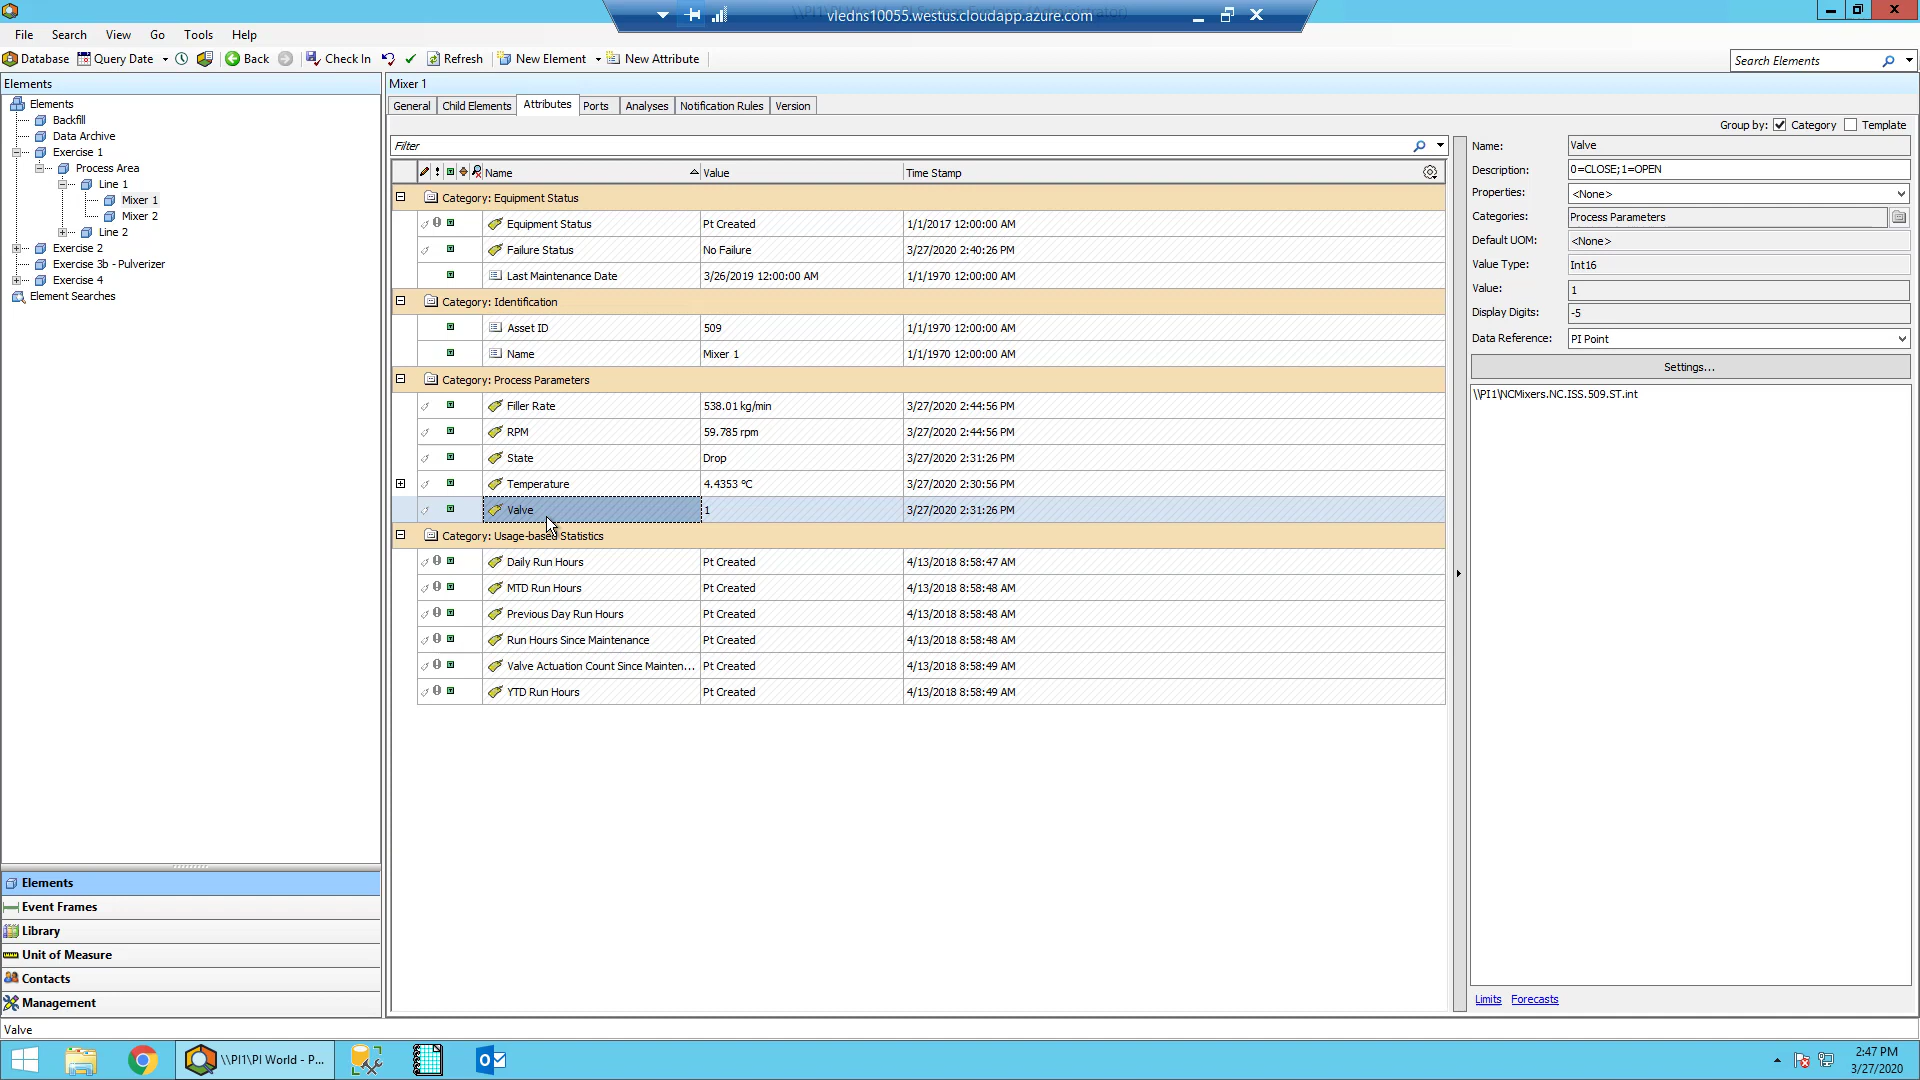 vledns10055.westus.cloudapp.azure.com
File Search View Go Tools Help
Database Query Date Back Check In Refresh New Element New Attribute
Search Elements
Elements
Elements
Backfill
Data Archive
Exercise 1
Process Area
Line 1
Mixer 1
Mixer 2
Line 2
Exercise 2
Exercise 3b - Pulverizer
Exercise 4
Element Searches
Elements
Event Frames
Library
Unit of Measure
Contacts
Management
Mixer 1
General Child Elements Attributes Ports Analyses Notification Rules Version
Group by: Category Template
Filter
Name Value Time Stamp
Category: Equipment Status
Equipment Status Pt Created 1/1/2017 12:00:00 AM
Failure Status No Failure 3/27/2020 2:40:26 PM
Last Maintenance Date 3/26/2019 12:00:00 AM 1/1/1970 12:00:00 AM
Category: Identification
Asset ID 509 1/1/1970 12:00:00 AM
Name Mixer 1 1/1/1970 12:00:00 AM
Category: Process Parameters
Filler Rate 538.01 kg/min 3/27/2020 2:44:56 PM
RPM 59.785 rpm 3/27/2020 2:44:56 PM
State Drop 3/27/2020 2:31:26 PM
Temperature 4.4353 °C 3/27/2020 2:30:56 PM
Valve 1 3/27/2020 2:31:26 PM
Category: Usage-based Statistics
Daily Run Hours Pt Created 4/13/2018 8:58:47 AM
MTD Run Hours Pt Created 4/13/2018 8:58:48 AM
Previous Day Run Hours Pt Created 4/13/2018 8:58:48 AM
Run Hours Since Maintenance Pt Created 4/13/2018 8:58:48 AM
Valve Actuation Count Since Mainten... Pt Created 4/13/2018 8:58:49 AM
YTD Run Hours Pt Created 4/13/2018 8:58:49 AM
Name: Valve
Description: 0=CLOSE;1=OPEN
Properties: <None>
Categories: Process Parameters
Default UOM: <None>
Value Type: Int16
Value: 1
Display Digits: -5
Data Reference: PI Point
Settings...
\\PI1\NCMixers.NC.ISS.509.ST.int
Limits Forecasts
Valve
\\PI1\PI World - P...
2:47 PM
3/27/2020